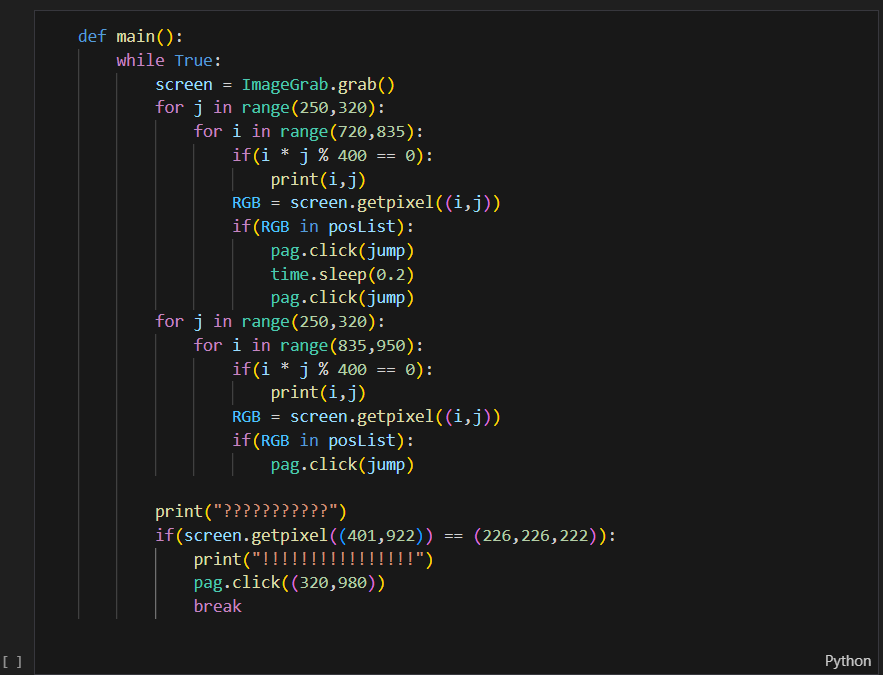 def main():
    while True:
        screen = ImageGrab.grab()
        for j in range(250,320):
            for i in range(720,835):
                if(i * j % 400 == 0):
                    print(i,j)
                RGB = screen.getpixel((i,j))
                if(RGB in posList):
                    pag.click(jump)
                    time.sleep(0.2)
                    pag.click(jump)
        for j in range(250,320):
            for i in range(835,950):
                if(i * j % 400 == 0):
                    print(i,j)
                RGB = screen.getpixel((i,j))
                if(RGB in posList):
                    pag.click(jump)

        print("???????????")
        if(screen.getpixel((401,922)) == (226,226,222)):
            print("!!!!!!!!!!!!!!!!")
            pag.click((320,980))
            break
[ ]
Python